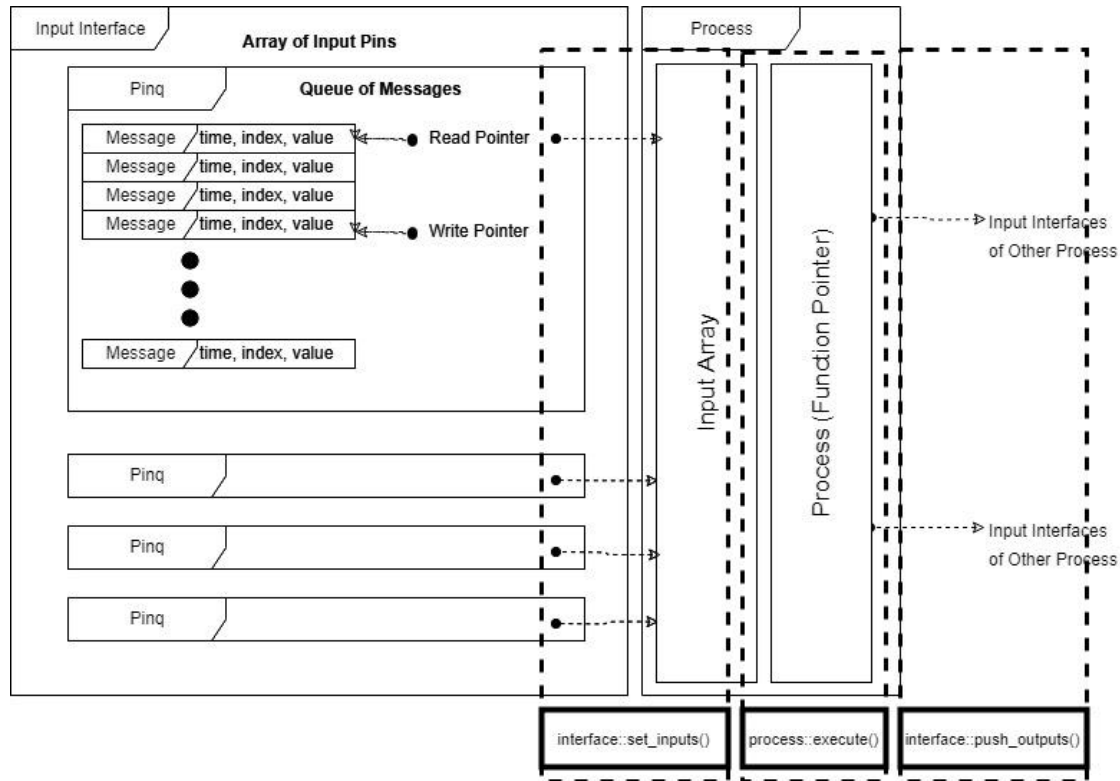 Input Interface
Array of Input Pins
Process
Pinq
Queue of Messages
Message
time, index, value
Read Pointer
Message
time, index, value
Message
time, index, value
Message
time, index, value
Write Pointer
Message
time, index, value
Pinq
Pinq
Pinq
Input Array
Process (Function Pointer)
Input Interfaces
of Other Process
Input Interfaces
of Other Process
interface::set_inputs()
process::execute()
interface::push_outputs()